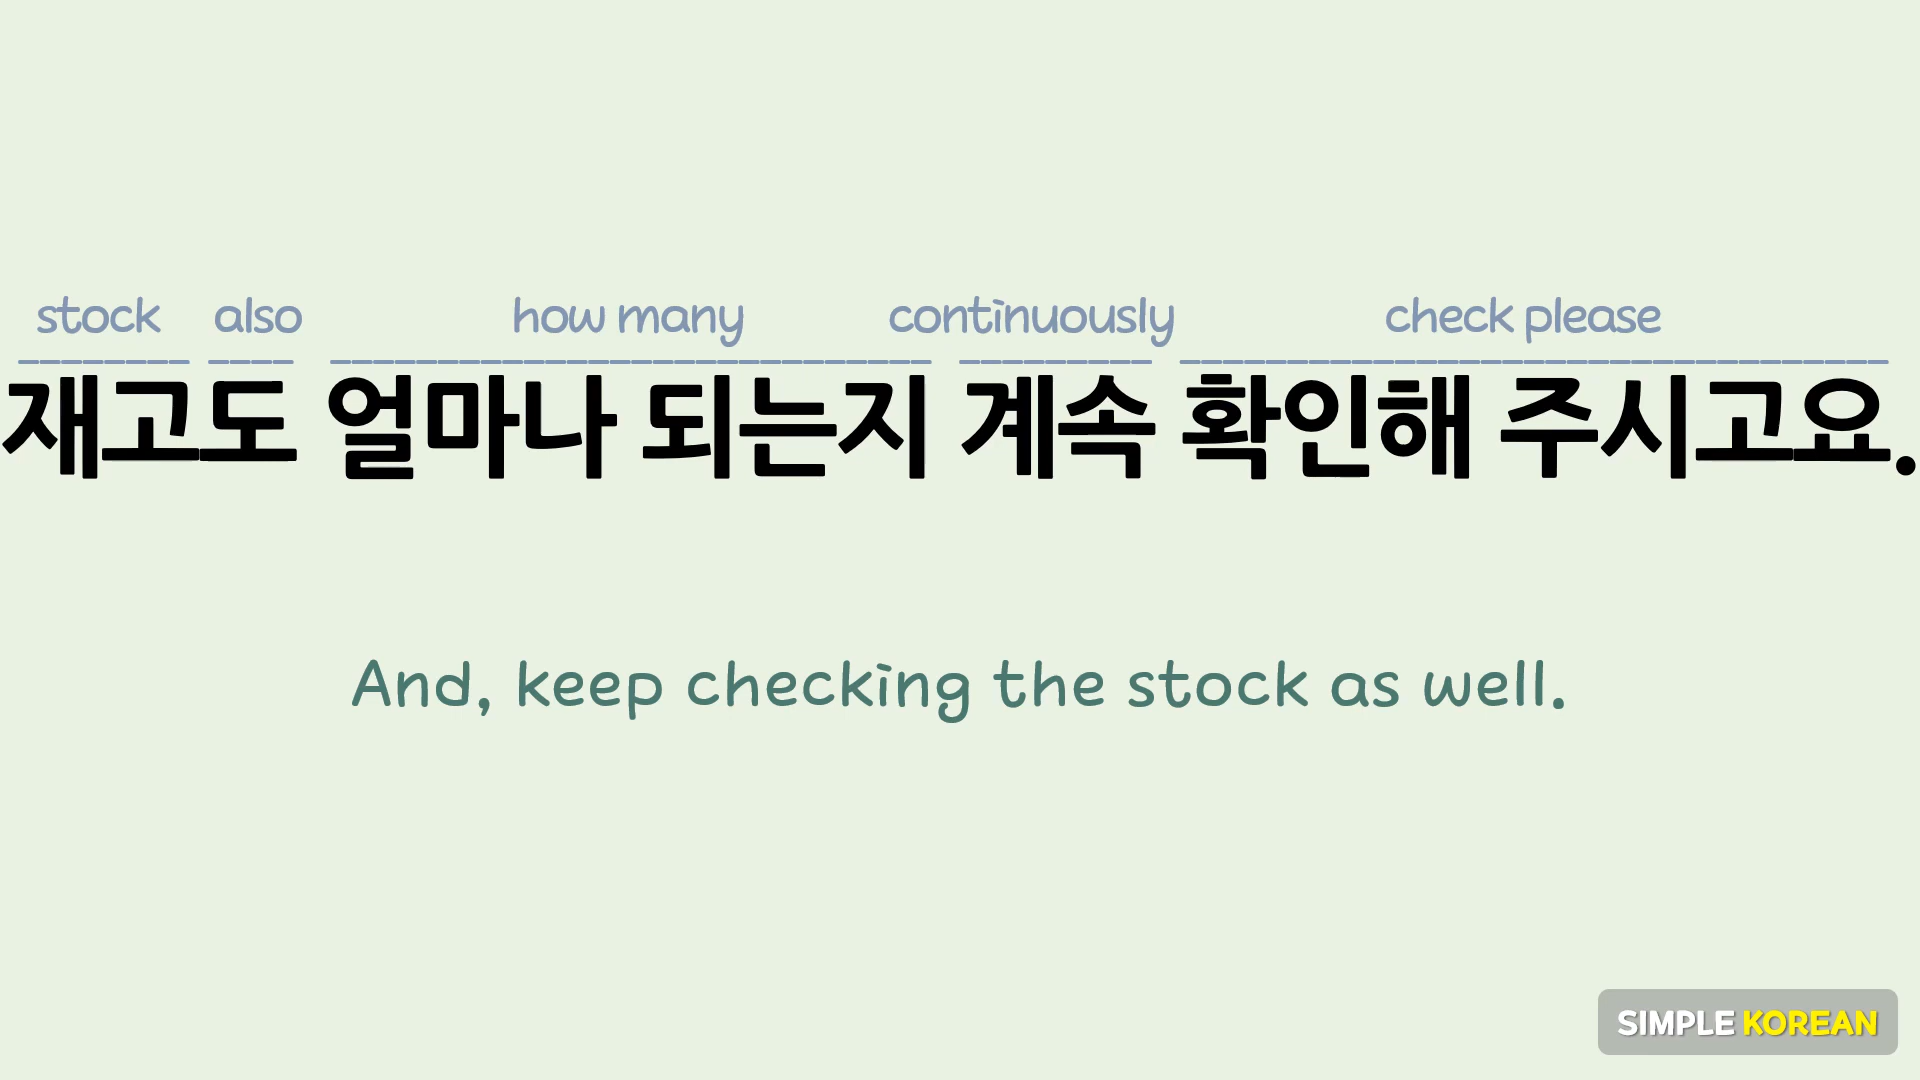 stock also how many continuously check please
재고도 얼마나 되는지 계속 확인해 주시고요.
And, keep checking the stock as well.
SIMPLE KOREAN